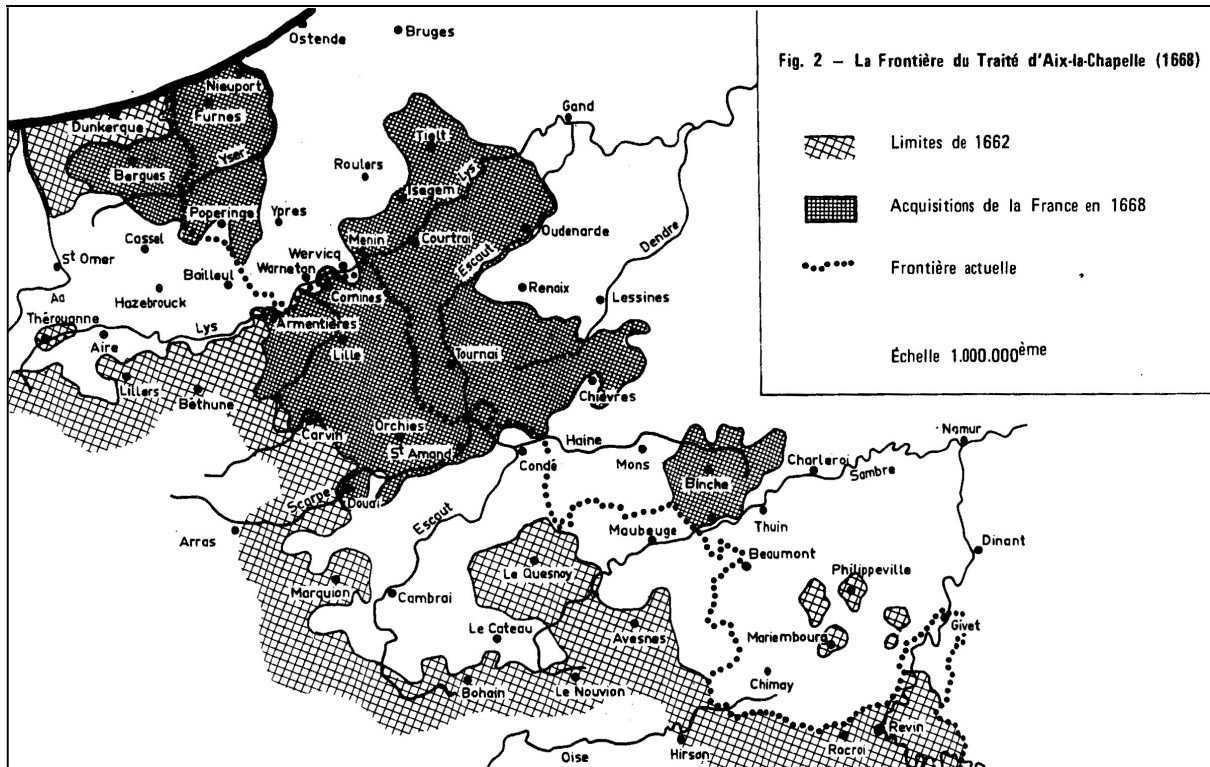 Fig. 2 – La Frontière du Traité d'Aix-la-Chapelle (1668)
Limites de 1662
Acquisitions de la France en 1668
Frontière actuelle
Échelle 1.000.000ème
Ostende
Bruges
Nieuport
Furnes
Dunkerque
Gand
Tielt
Yser
Bergues
Roulers
Lys
Isegem
Poperinge
Ypres
Oudenarde
Dendre
Menin
Courtrai
Cassel
Wervicq
Escaut
St Omer
Bailleul
Warneton
Renaix
Lessines
Hazebrouck
Comines
Aa
Lys
Armentières
Thérouanne
Aire
Lille
Tournai
Lillers
Béthune
Chièvres
Carvin
Orchies
Namur
Haine
St Amand
Condé
Mons
Charleroi
Sambre
Binche
Scarpe
Douai
Escaut
Thuin
Arras
Maubeuge
Dinant
Beaumont
Le Quesnoy
Philippeville
Marquion
Cambrai
Givet
Le Cateau
Avesnes
Mariembourg
Chimay
Bohain
Le Nouvion
Revin
Rocroi
Hirson
Oise